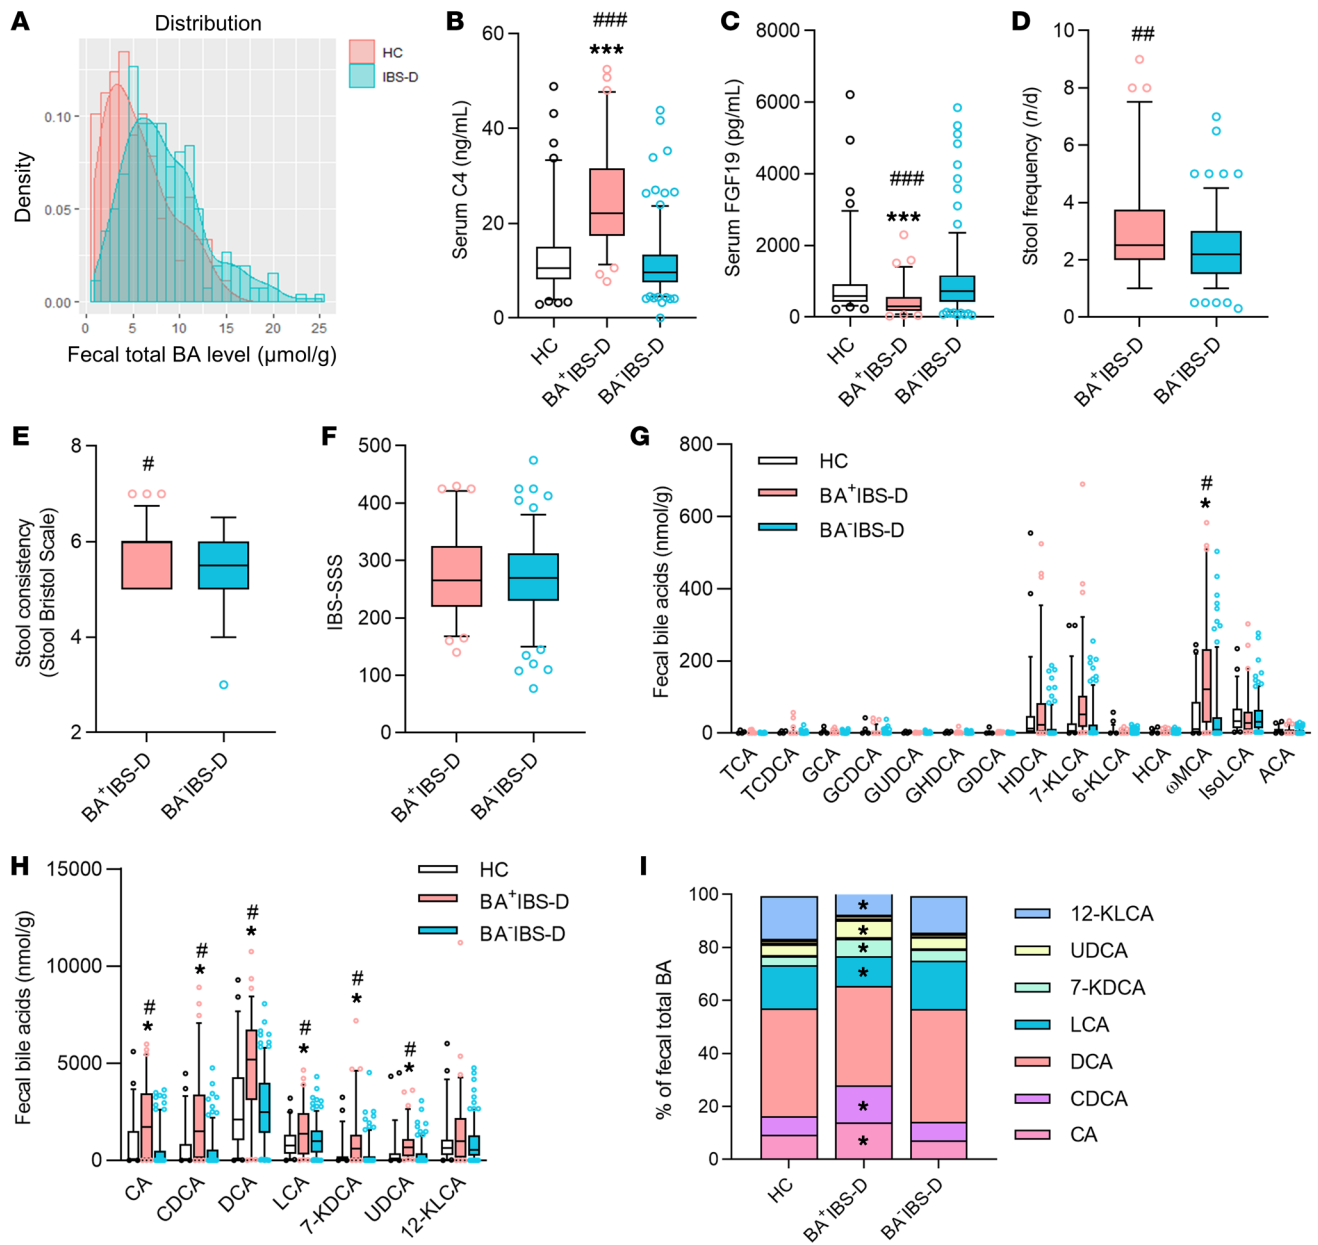 A
Distribution
HC
IBS-D
Density
0.10
0.05
0.00
0 5 10 15 20 25
Fecal total BA level (µmol/g)
B
Serum C4 (ng/mL)
60
40
20
0
###
***
HC
BA+IBS-D
BA-IBS-D
C
Serum FGF19 (pg/mL)
8000
6000
4000
2000
0
###
***
HC
BA+IBS-D
BA-IBS-D
D
Stool frequency (n/d)
10
8
6
4
2
0
##
BA+IBS-D
BA-IBS-D
E
Stool consistency
(Stool Bristol Scale)
8
6
4
2
#
BA+IBS-D
BA-IBS-D
F
IBS-SSS
500
400
300
200
100
0
BA+IBS-D
BA-IBS-D
G
Fecal bile acids (nmol/g)
800
600
400
200
0
HC
BA+IBS-D
BA-IBS-D
#
*
TCA
TCDCA
GCA
GCDCA
GUDCA
GHDCA
GDCA
HDCA
7-KLCA
6-KLCA
HCA
ωMCA
IsoLCA
ACA
H
Fecal bile acids (nmol/g)
15000
10000
5000
0
HC
BA+IBS-D
BA-IBS-D
#
*
#
*
#
*
#
*
#
*
#
*
CA
CDCA
DCA
LCA
7-KDCA
UDCA
12-KLCA
I
% of fecal total BA
100
80
60
40
20
0
*
*
*
*
*
*
HC
BA+IBS-D
BA-IBS-D
12-KLCA
UDCA
7-KDCA
LCA
DCA
CDCA
CA